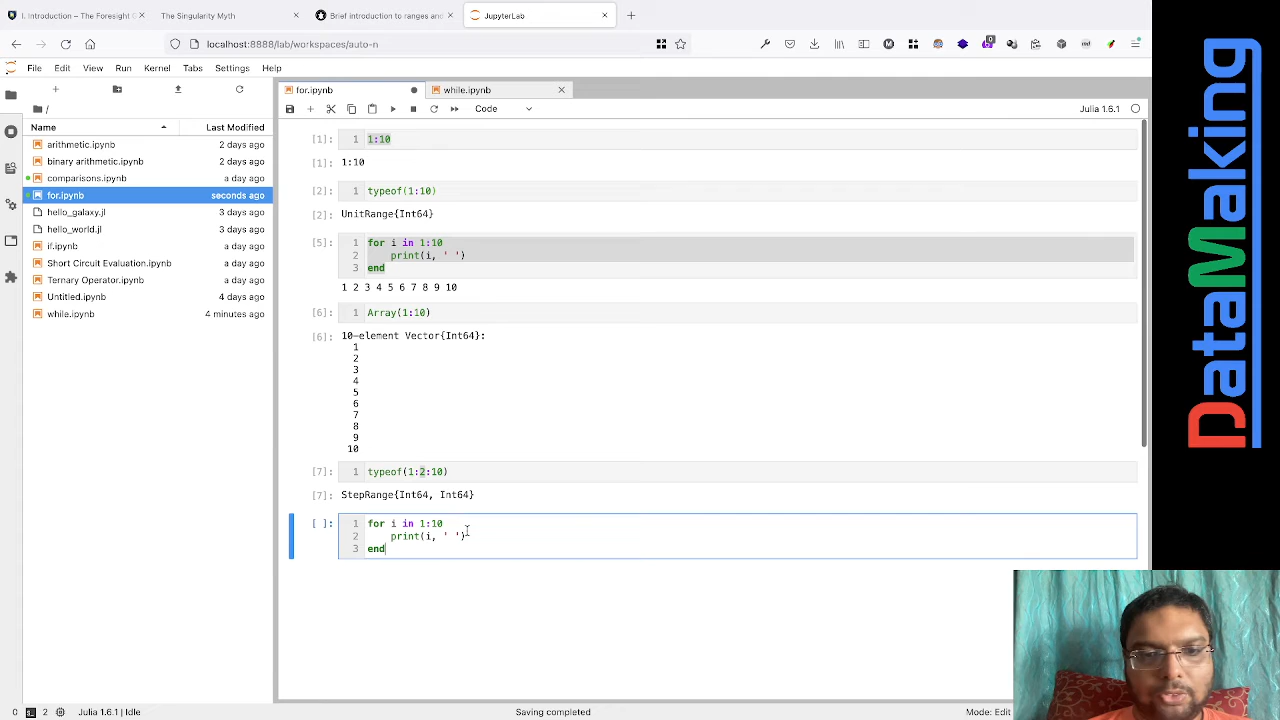 I. Introduction – The Foresight G
The Singularity Myth
Brief introduction to ranges and
JupyterLab
localhost:8888/lab/workspaces/auto-n
File Edit View Run Kernel Tabs Settings Help
for.ipynb
while.ipynb
Code
Julia 1.6.1
/
Name Last Modified
arithmetic.ipynb 2 days ago
binary arithmetic.ipynb 2 days ago
comparisons.ipynb a day ago
for.ipynb seconds ago
hello_galaxy.jl 3 days ago
hello_world.jl 3 days ago
if.ipynb a day ago
Short Circuit Evaluation.ipynb a day ago
Ternary Operator.ipynb a day ago
Untitled.ipynb 4 days ago
while.ipynb 4 minutes ago
[1]: 1 1:10
[1]: 1:10
[2]: 1 typeof(1:10)
[2]: UnitRange{Int64}
[5]: 1 for i in 1:10
2 print(i, ' ')
3 end
1 2 3 4 5 6 7 8 9 10
[6]: 1 Array(1:10)
[6]: 10-element Vector{Int64}:
1
2
3
4
5
6
7
8
9
10
[7]: 1 typeof(1:2:10)
[7]: StepRange{Int64, Int64}
[ ]: 1 for i in 1:10
2 print(i, ' ')
3 end
0 2 Julia 1.6.1 | Idle
Saving completed
Mode: Edit
DataMaking